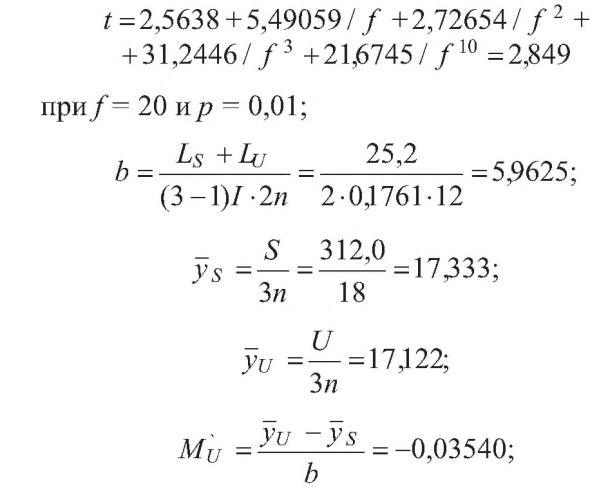 t = 2,5638 + 5,49059 / f + 2,72654 / f² +
+ 31,2446 / f³ + 21,6745 / f¹⁰ = 2,849
при f = 20 и p = 0,01;
b = (L_S + L_U) / ((3 − 1)I · 2n) = 25,2 / (2 · 0,1761 · 12) = 5,9625;
ȳ_S = S / 3n = 312,0 / 18 = 17,333;
ȳ_U = U / 3n = 17,122;
M`_U = (ȳ_U − ȳ_S) / b = −0,03540;